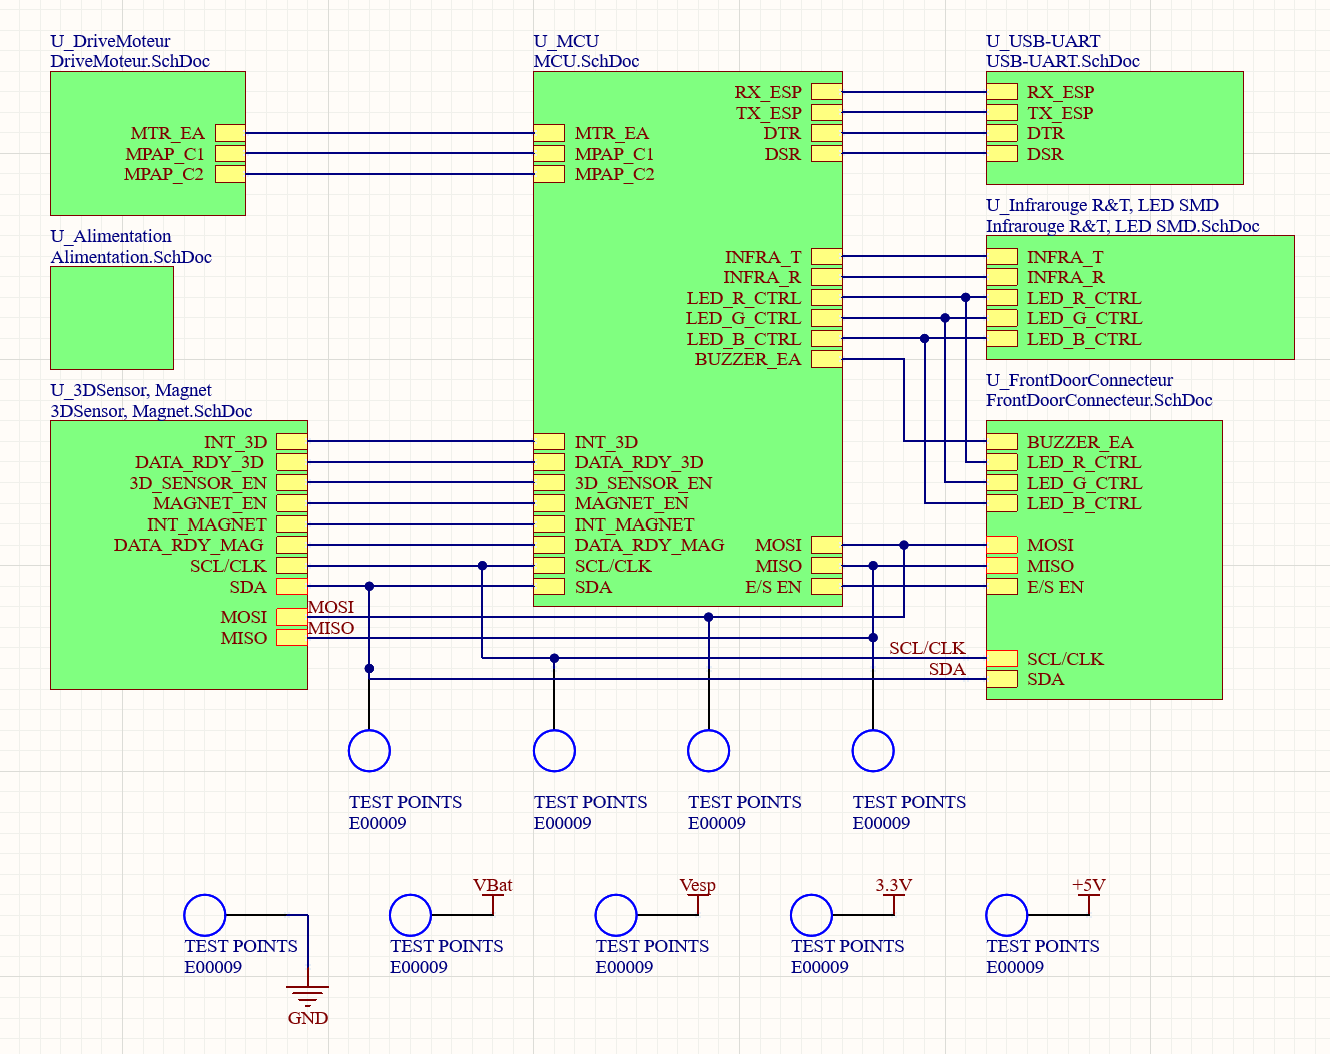 U_DriveMoteur
DriveMoteur.SchDoc
MTR_EA
MPAP_C1
MPAP_C2
U_Alimentation
Alimentation.SchDoc
U_3DSensor, Magnet
3DSensor, Magnet.SchDoc
INT_3D
DATA_RDY_3D
3D_SENSOR_EN
MAGNET_EN
INT_MAGNET
DATA_RDY_MAG
SCL/CLK
SDA
MOSI
MISO
MOSI
MISO
U_MCU
MCU.SchDoc
MTR_EA
MPAP_C1
MPAP_C2
INT_3D
DATA_RDY_3D
3D_SENSOR_EN
MAGNET_EN
INT_MAGNET
DATA_RDY_MAG
SCL/CLK
SDA
RX_ESP
TX_ESP
DTR
DSR
INFRA_T
INFRA_R
LED_R_CTRL
LED_G_CTRL
LED_B_CTRL
BUZZER_EA
MOSI
MISO
E/S EN
U_USB-UART
USB-UART.SchDoc
RX_ESP
TX_ESP
DTR
DSR
U_Infrarouge R&T, LED SMD
Infrarouge R&T, LED SMD.SchDoc
INFRA_T
INFRA_R
LED_R_CTRL
LED_G_CTRL
LED_B_CTRL
U_FrontDoorConnecteur
FrontDoorConnecteur.SchDoc
BUZZER_EA
LED_R_CTRL
LED_G_CTRL
LED_B_CTRL
MOSI
MISO
E/S EN
SCL/CLK
SDA
SCL/CLK
SDA
TEST POINTS
E00009
TEST POINTS
E00009
TEST POINTS
E00009
TEST POINTS
E00009
TEST POINTS
E00009
GND
VBat
TEST POINTS
E00009
Vesp
TEST POINTS
E00009
3.3V
TEST POINTS
E00009
+5V
TEST POINTS
E00009